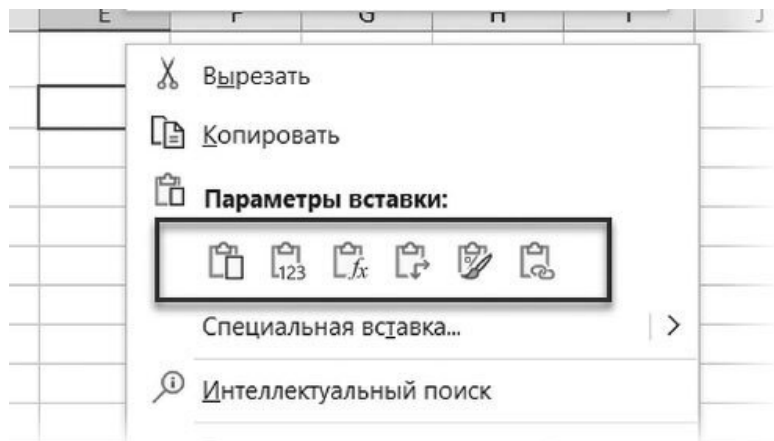 E F G H I J
Вырезать
Копировать
Параметры вставки:
123 fx %
Специальная вставка...
Интеллектуальный поиск